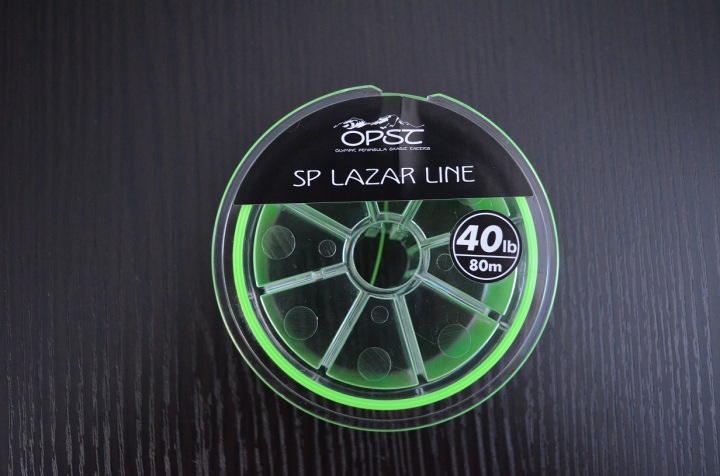 OPST
OLYMPIC PENINSULA SKAGIT TACTICS
SP LAZAR LINE
40lb
80m